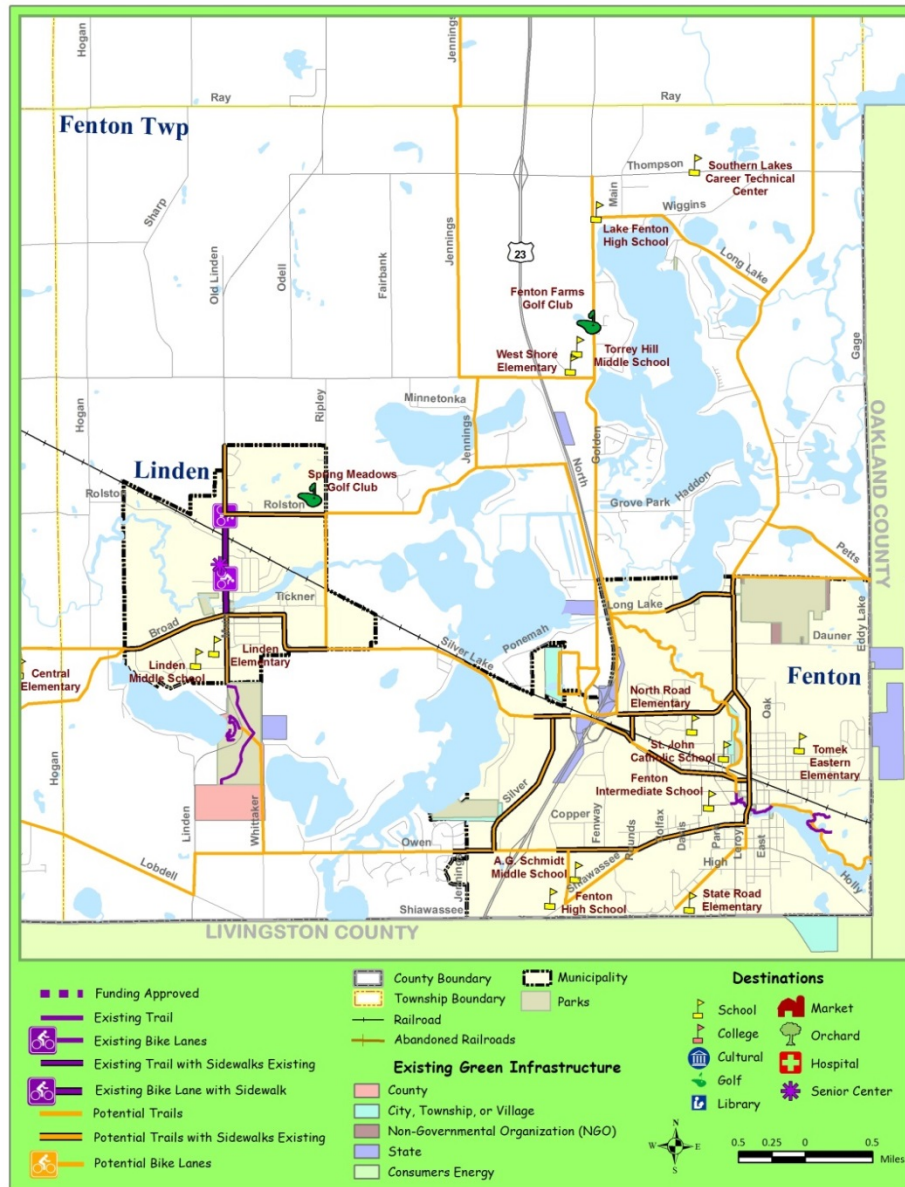 Hogan
Jennings
Ray
Ray
Fenton Twp
Thompson
Main
Southern Lakes
Career Technical
Center
Sharp
Wiggins
Lake Fenton
High School
Old Linden
Odell
Fairbank
Jennings
23
Long Lake
Fenton Farms
Golf Club
West Shore
Elementary
Torrey Hill
Middle School
Gage
OAKLAND COUNTY
Hogan
Ripley
Minnetonka
Jennings
Golden
North
Linden
Spring Meadows
Golf Club
Rolston
Rolston
Haddon
Grove Park
Petts
Tickner
Long Lake
Eddy Lake
Broad
Ponemah
Dauner
Silver Lake
Linden
Middle School
Linden
Elementary
Central
Elementary
Fenton
North Road
Elementary
Oak
St. John
Catholic School
Tomek
Eastern
Elementary
Fenton
Intermediate School
Hogan
Silver
Copper
Fenway
Rounds
Colfax
Davis
Park
Leroy
East
High
Linden
Whittaker
Owen
Lobdell
A.G. Schmidt
Middle School
Shiawassee
Jennings
Fenton
High School
State Road
Elementary
Holly
Shiawassee
LIVINGSTON COUNTY
Funding Approved
Existing Trail
Existing Bike Lanes
Existing Trail with Sidewalks Existing
Existing Bike Lane with Sidewalk
Potential Trails
Potential Trails with Sidewalks Existing
Potential Bike Lanes
County Boundary
Township Boundary
Railroad
Abandoned Railroads
Municipality
Parks
Existing Green Infrastructure
County
City, Township, or Village
Non-Governmental Organization (NGO)
State
Consumers Energy
Destinations
School
College
Cultural
Golf
Library
Market
Orchard
Hospital
Senior Center
N
W E
S
0.5 0.25 0 0.5
Miles